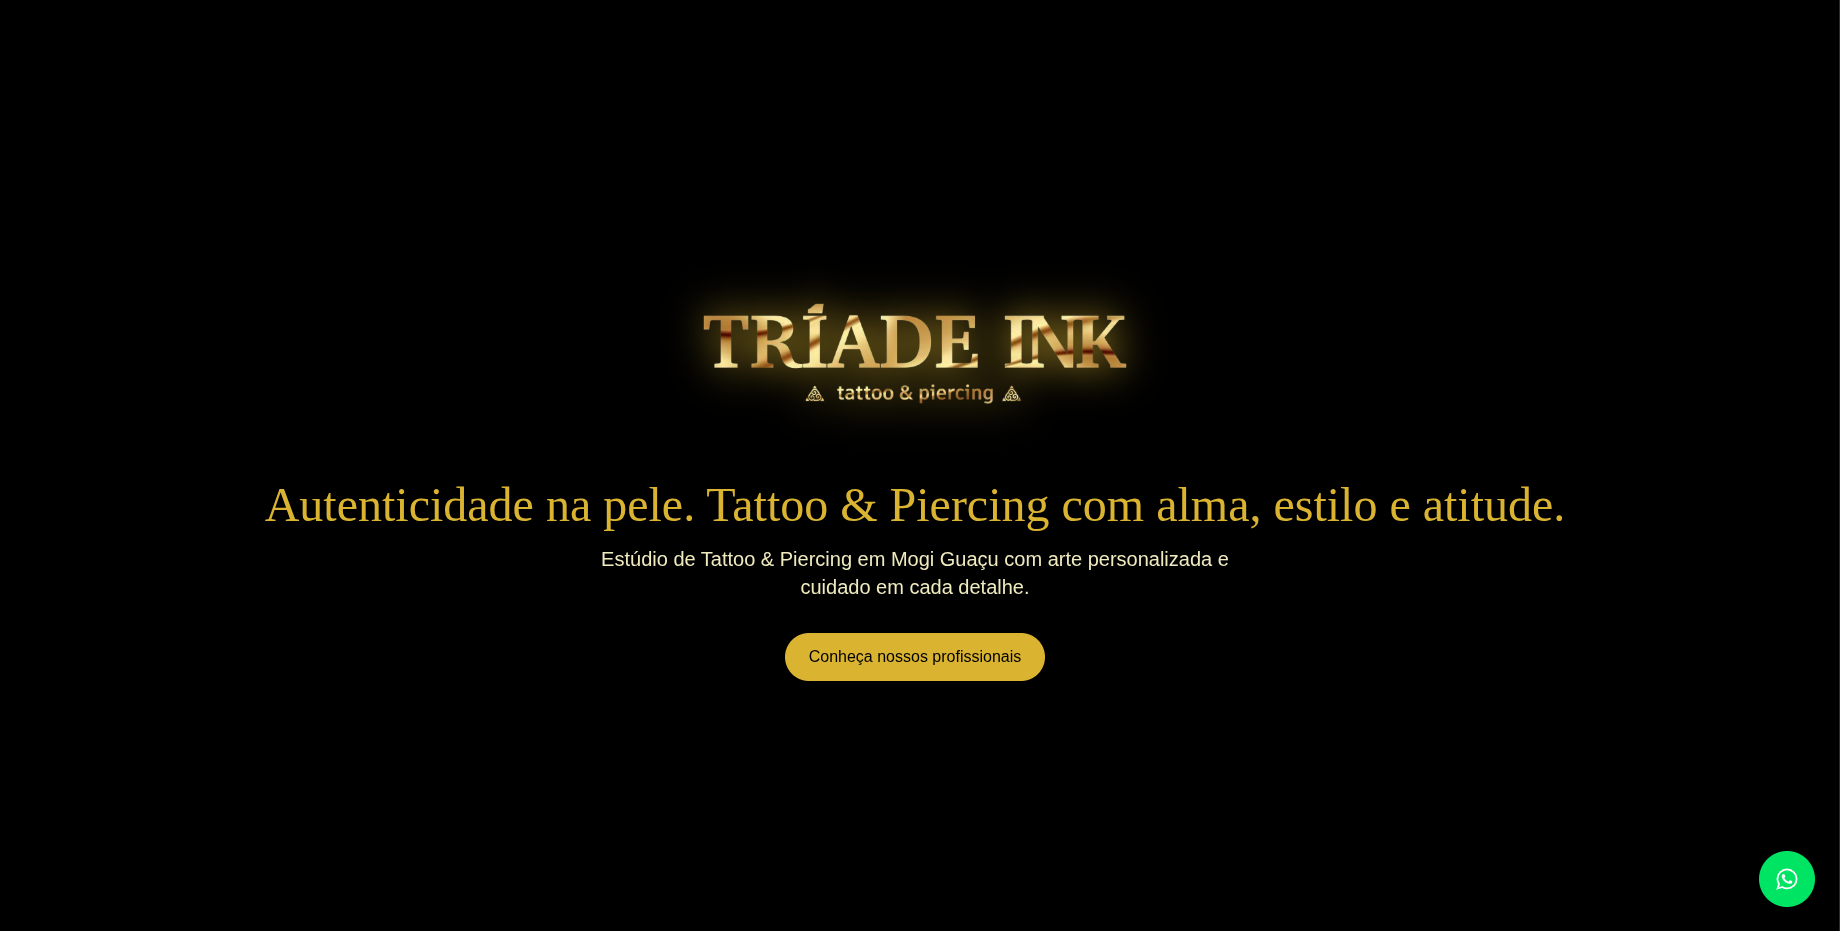 TRÍADE INK
tattoo & piercing
Autenticidade na pele. Tattoo & Piercing com alma, estilo e atitude.
Estúdio de Tattoo & Piercing em Mogi Guaçu com arte personalizada e
cuidado em cada detalhe.
Conheça nossos profissionais